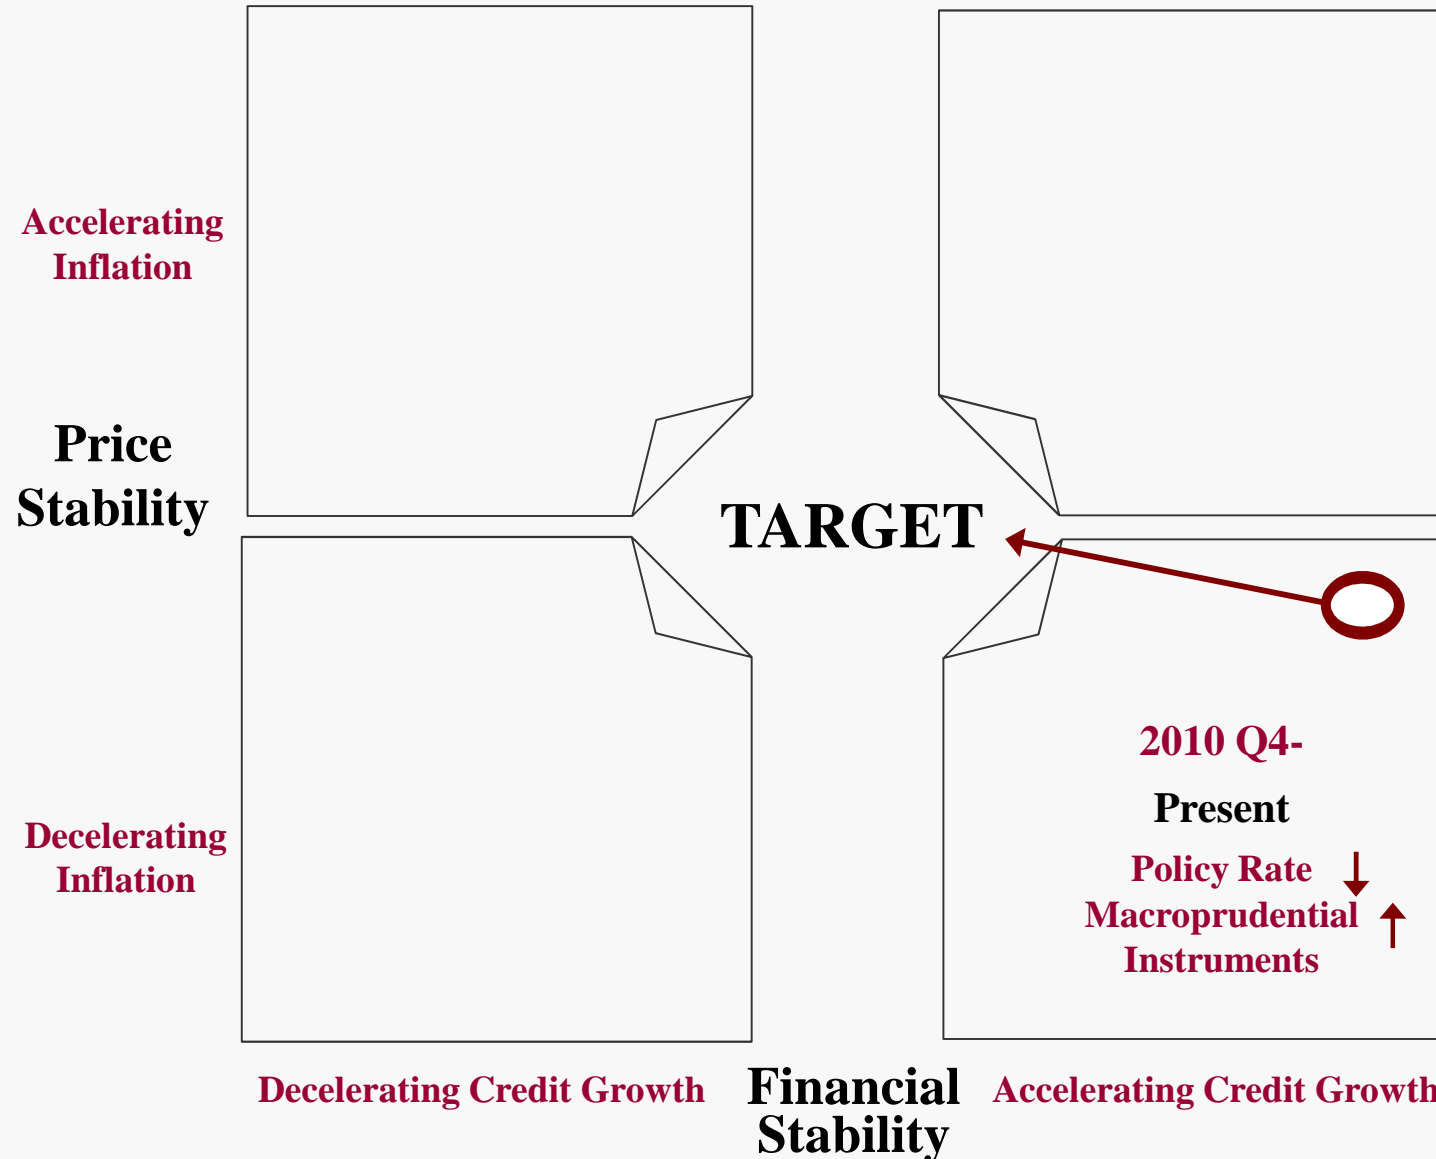 Accelerating
Inflation
Price
Stability
TARGET
2010 Q4-
Present
Policy Rate
Macroprudential
Instruments
Decelerating
Inflation
Decelerating Credit Growth
Financial
Stability
Accelerating Credit Growth